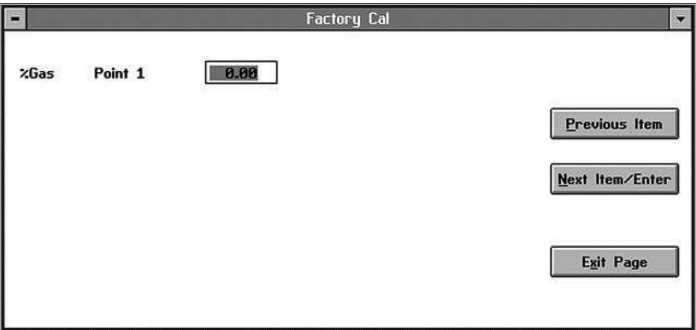 Factory Cal
%Gas Point 1 0.00
Previous Item
Next Item/Enter
Exit Page